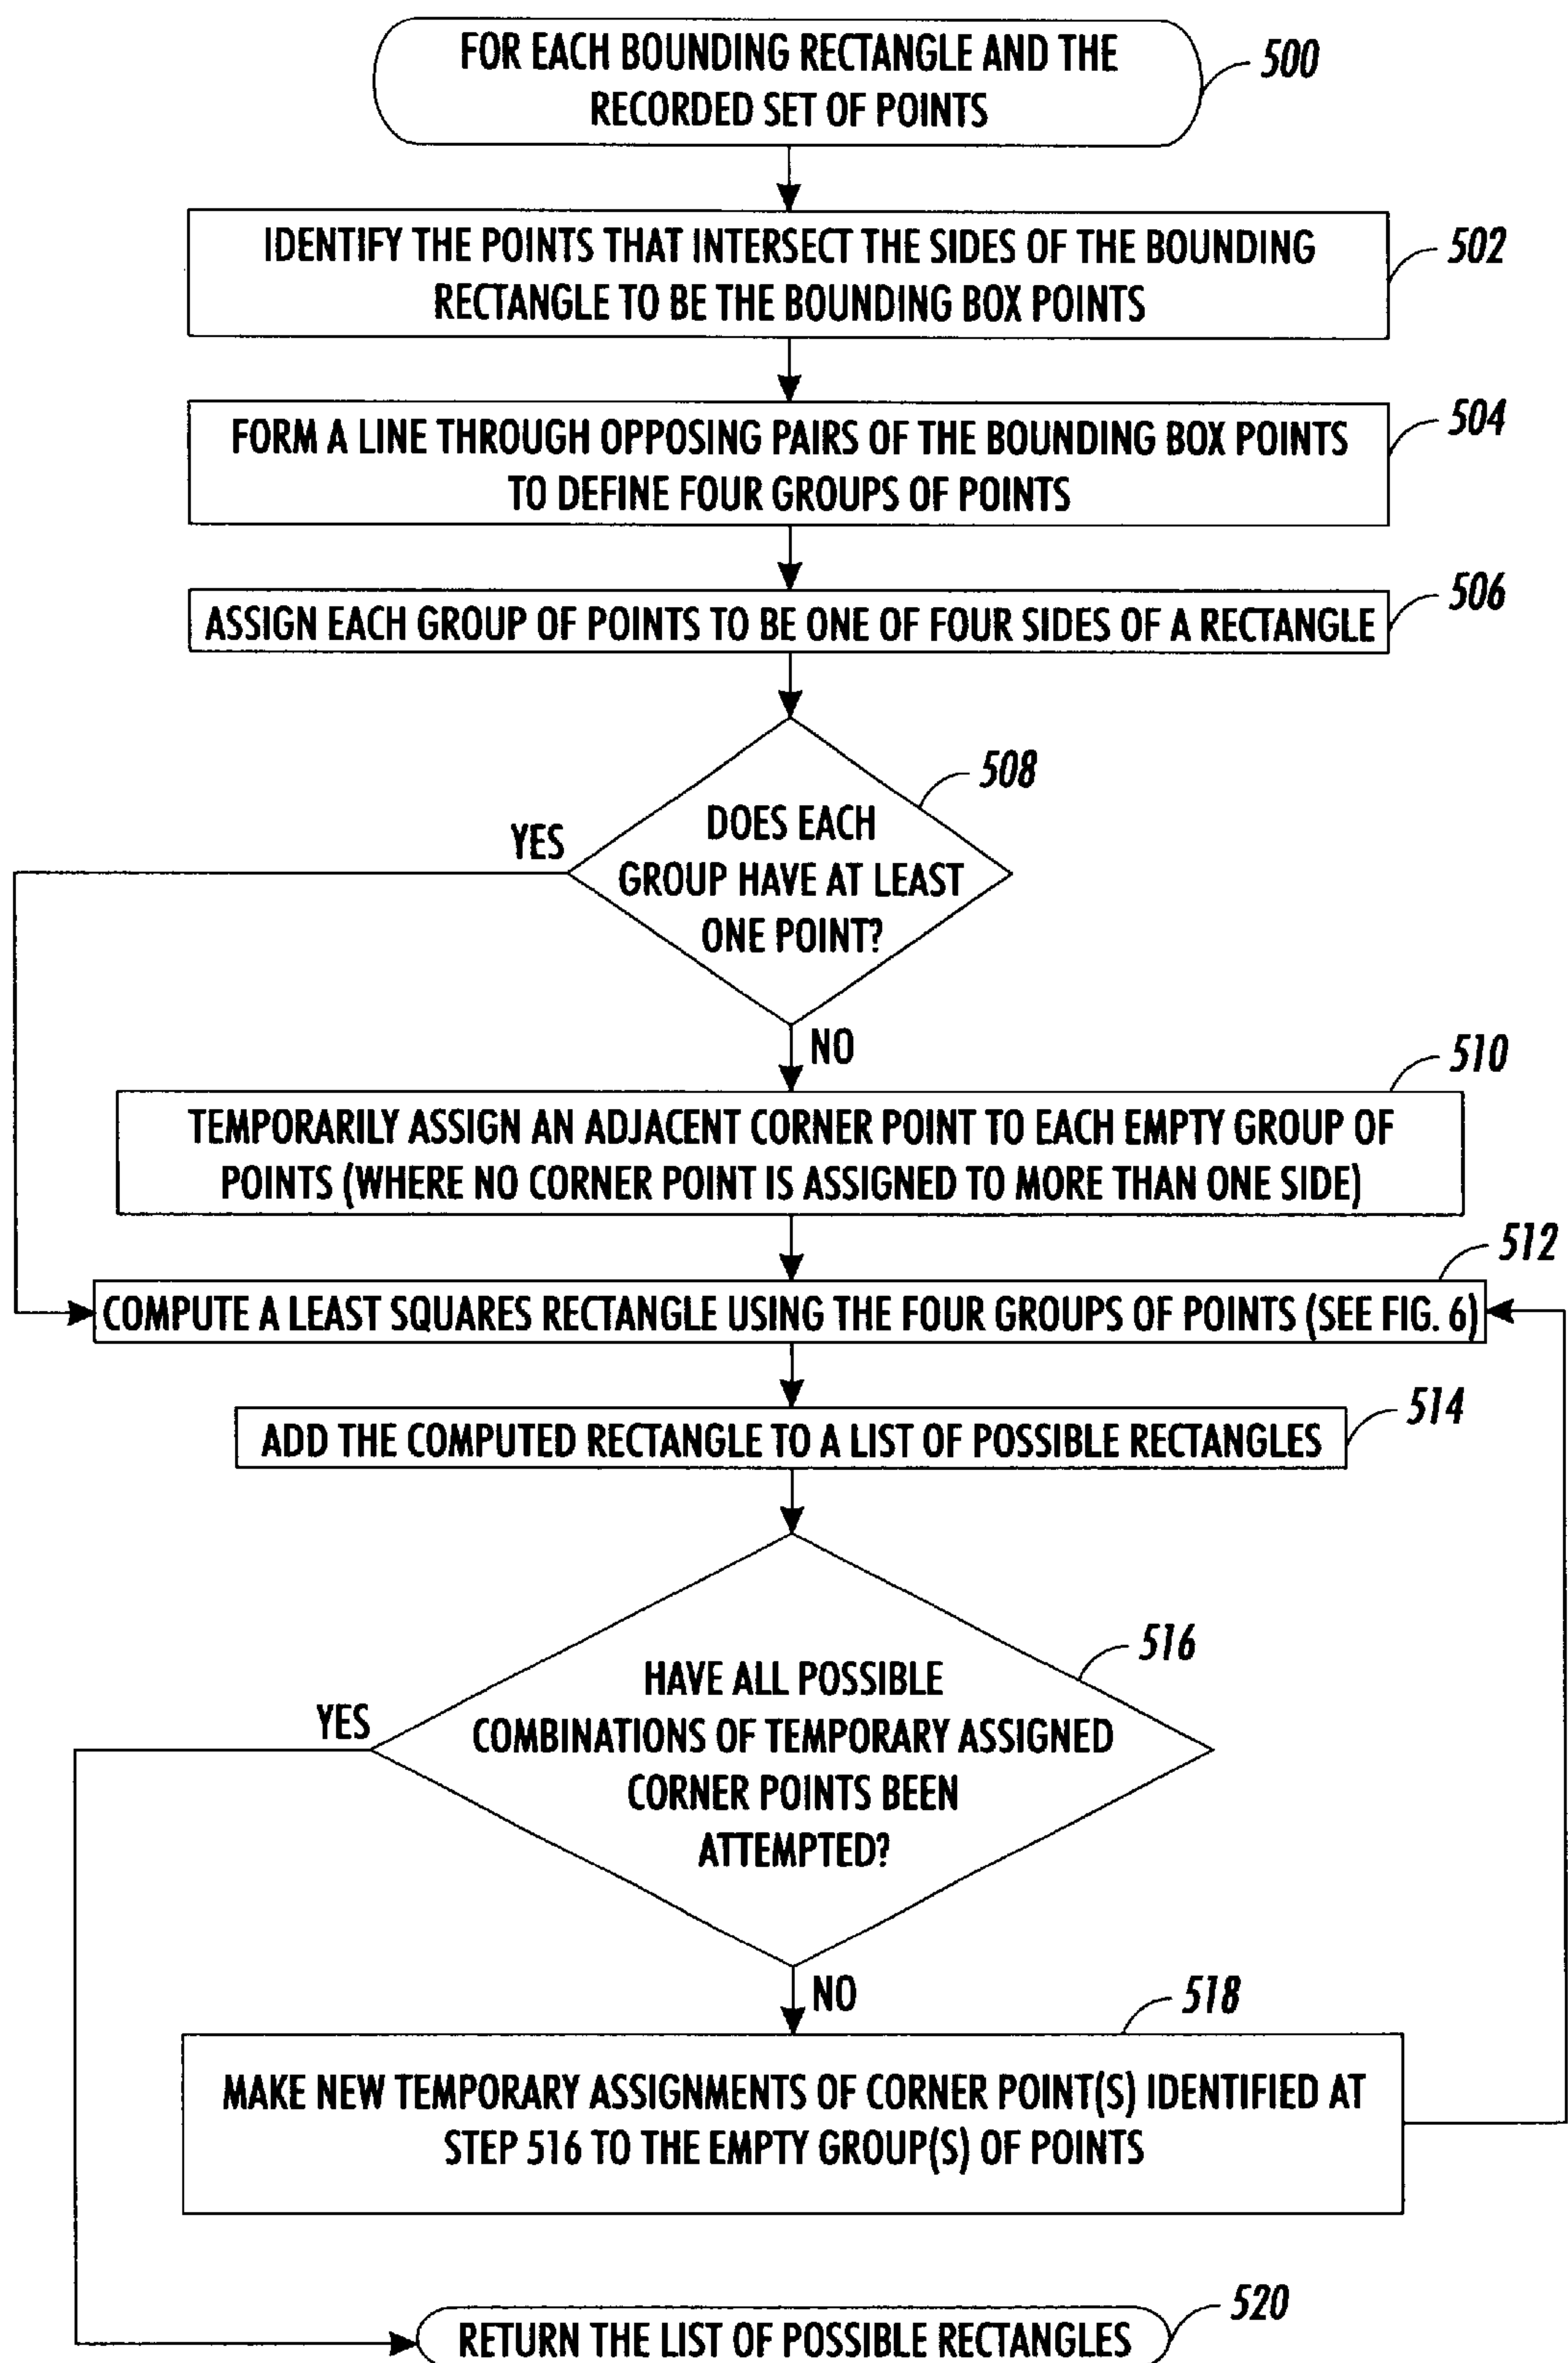 FOR EACH BOUNDING RECTANGLE AND THE
RECORDED SET OF POINTS
500
IDENTIFY THE POINTS THAT INTERSECT THE SIDES OF THE BOUNDING
RECTANGLE TO BE THE BOUNDING BOX POINTS
502
FORM A LINE THROUGH OPPOSING PAIRS OF THE BOUNDING BOX POINTS
TO DEFINE FOUR GROUPS OF POINTS
504
ASSIGN EACH GROUP OF POINTS TO BE ONE OF FOUR SIDES OF A RECTANGLE
506
508
DOES EACH
GROUP HAVE AT LEAST
ONE POINT?
YES
NO
510
TEMPORARILY ASSIGN AN ADJACENT CORNER POINT TO EACH EMPTY GROUP OF
POINTS (WHERE NO CORNER POINT IS ASSIGNED TO MORE THAN ONE SIDE)
512
COMPUTE A LEAST SQUARES RECTANGLE USING THE FOUR GROUPS OF POINTS (SEE FIG. 6)
514
ADD THE COMPUTED RECTANGLE TO A LIST OF POSSIBLE RECTANGLES
516
HAVE ALL POSSIBLE
COMBINATIONS OF TEMPORARY ASSIGNED
CORNER POINTS BEEN
ATTEMPTED?
YES
NO
518
MAKE NEW TEMPORARY ASSIGNMENTS OF CORNER POINT(S) IDENTIFIED AT
STEP 516 TO THE EMPTY GROUP(S) OF POINTS
520
RETURN THE LIST OF POSSIBLE RECTANGLES